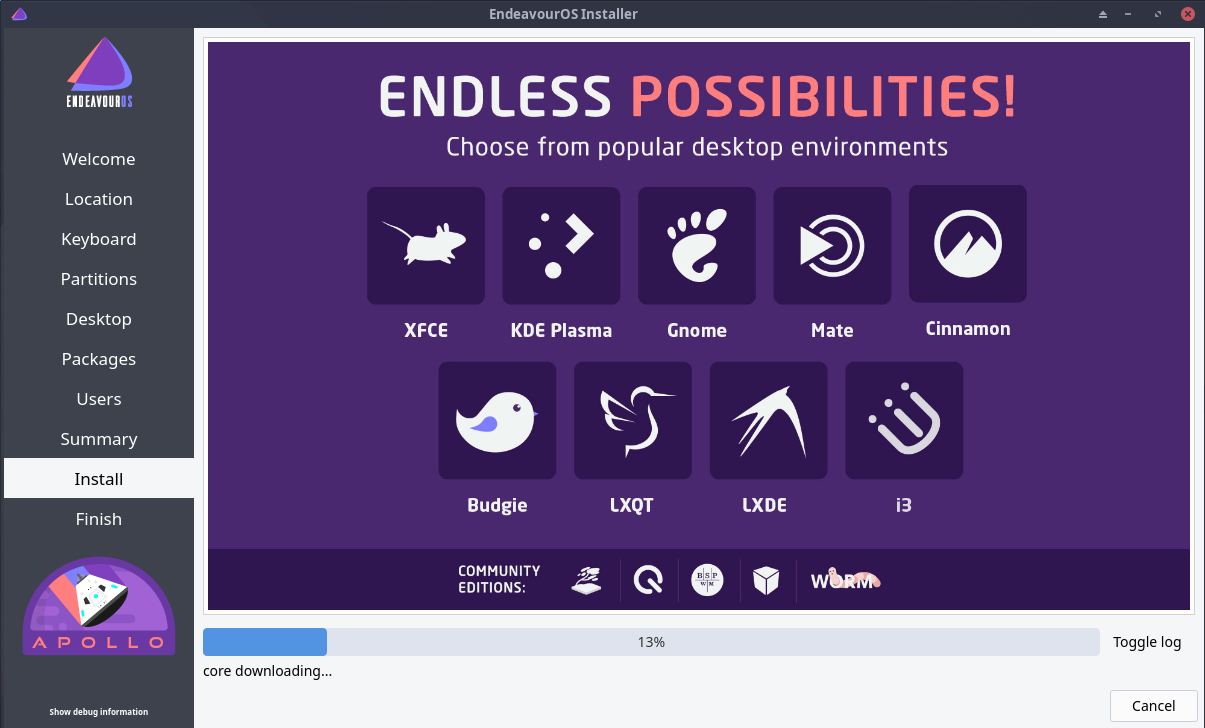 EndeavourOS Installer
ENDEAVOUROS
Welcome
Location
Keyboard
Partitions
Desktop
Packages
Users
Summary
Install
Finish
APOLLO
Show debug information
ENDLESS POSSIBILITIES!
Choose from popular desktop environments
XFCE
KDE Plasma
Gnome
Mate
Cinnamon
Budgie
LXQT
LXDE
i3
COMMUNITY
EDITIONS:
BSP
WM
WORM
13%
Toggle log
core downloading...
Cancel